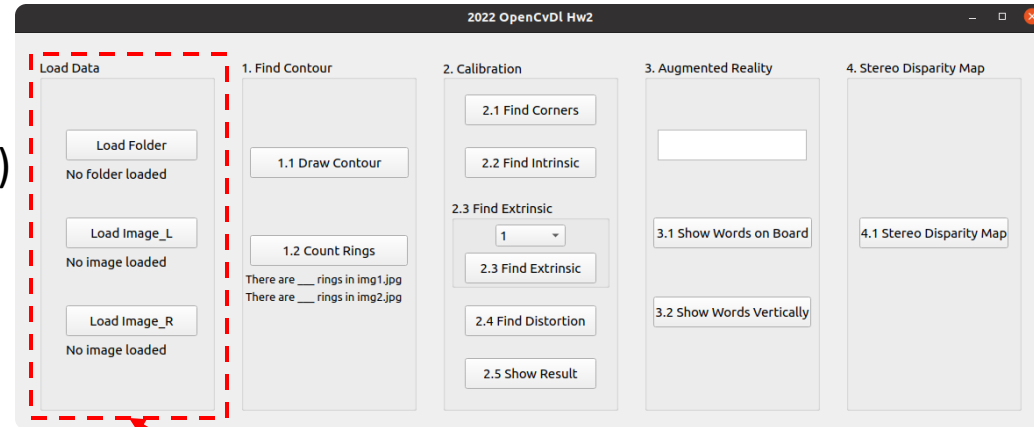 2022 OpenCvDl Hw2
)
Load Data
Load Folder
No folder loaded
Load Image_L
No image loaded
Load Image_R
No image loaded
1. Find Contour
1.1 Draw Contour
1.2 Count Rings
There are ___ rings in img1.jpg
There are ___ rings in img2.jpg
2. Calibration
2.1 Find Corners
2.2 Find Intrinsic
2.3 Find Extrinsic
1
2.3 Find Extrinsic
2.4 Find Distortion
2.5 Show Result
3. Augmented Reality
3.1 Show Words on Board
3.2 Show Words Vertically
4. Stereo Disparity Map
4.1 Stereo Disparity Map